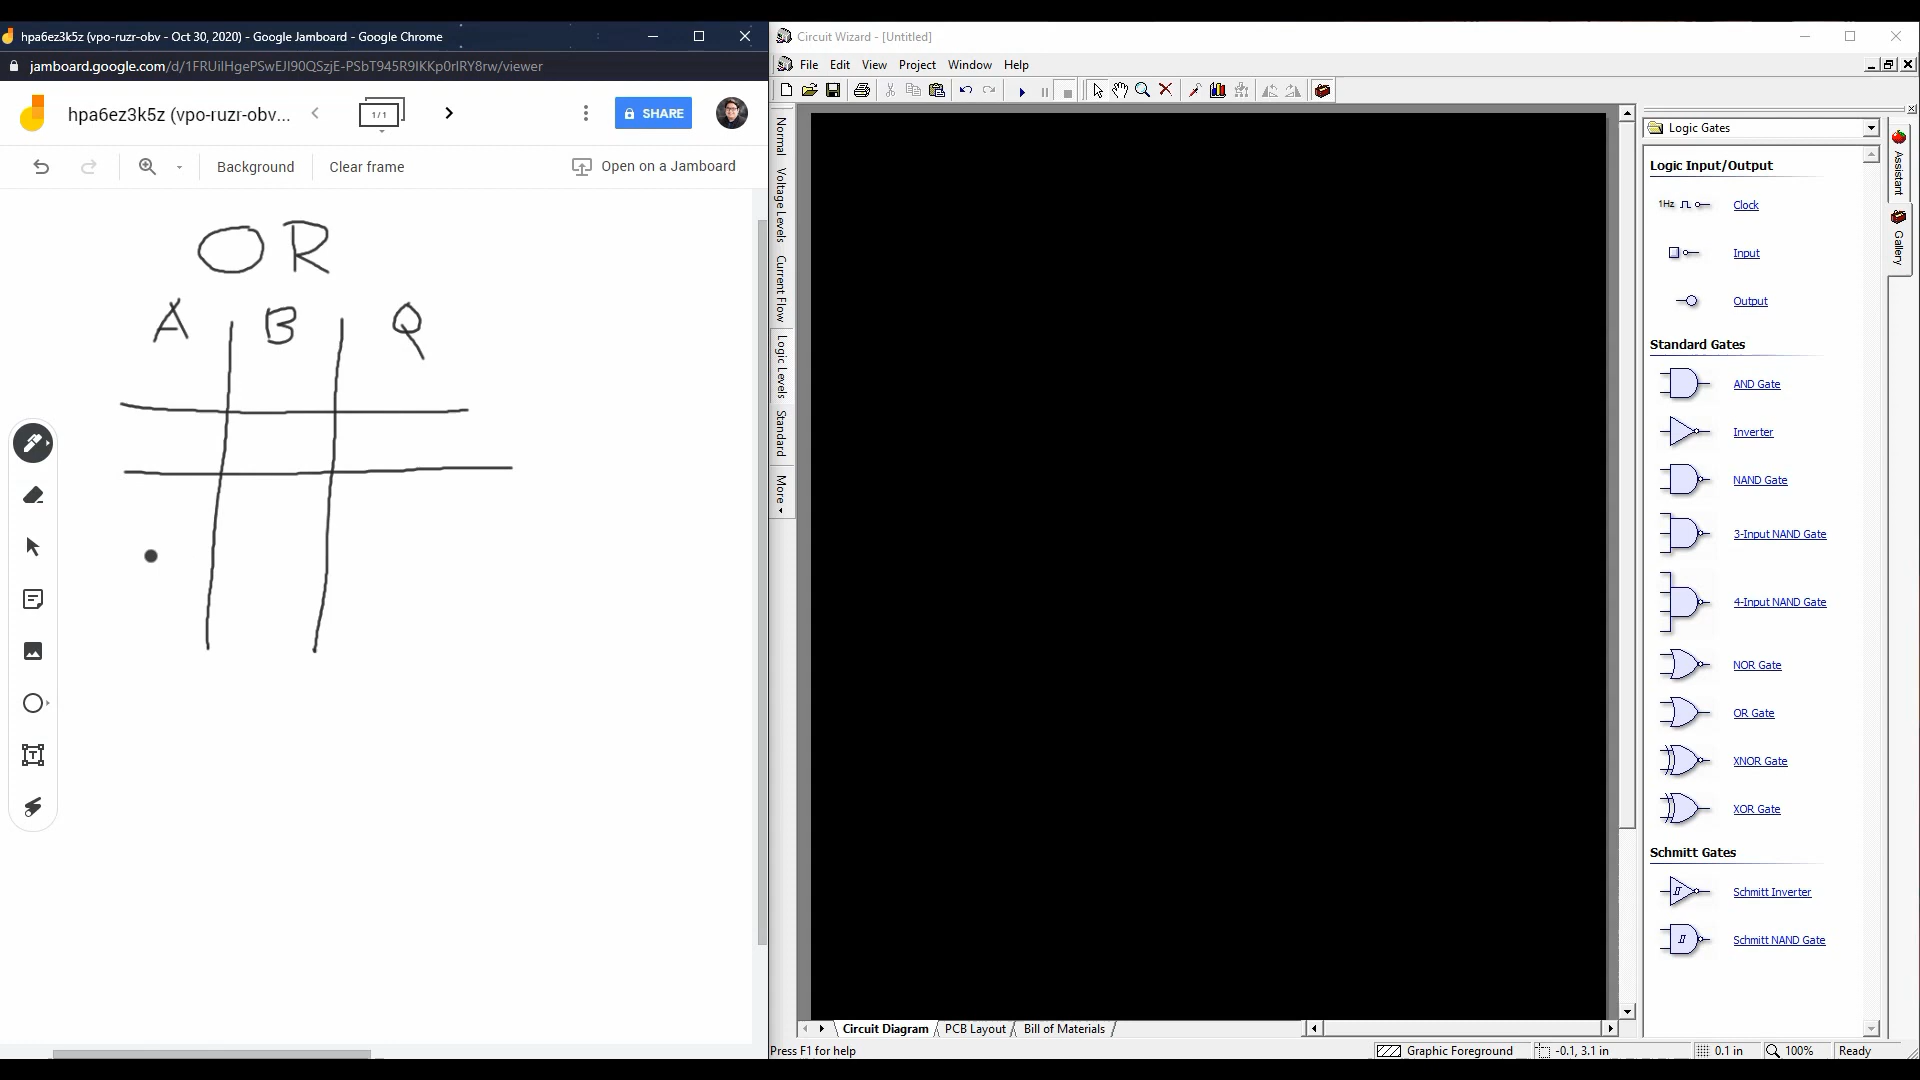 hpa6ez3k5z (vpo-ruzr-obv - Oct 30, 2020) - Google Jamboard - Google Chrome
jamboard.google.com/d/1FRUilHgePSwEJI90QSzjE-PSbT945R9IKKp0rIRY8rw/viewer
hpa6ez3k5z (vpo-ruzr-obv...
1/1
SHARE
Background
Clear frame
Open on a Jamboard
OR
A B Q
Circuit Wizard - [Untitled]
File Edit View Project Window Help
Normal
Voltage Levels
Current Flow
Logic Levels
Standard
More
Logic Gates
Logic Input/Output
1Hz
Clock
Input
Output
Standard Gates
AND Gate
Inverter
NAND Gate
3-Input NAND Gate
4-Input NAND Gate
NOR Gate
OR Gate
XNOR Gate
XOR Gate
Schmitt Gates
Schmitt Inverter
Schmitt NAND Gate
Assistant
Gallery
Circuit Diagram PCB Layout Bill of Materials
Press F1 for help
Graphic Foreground
-0.1, 3.1 in
0.1 in
100%
Ready